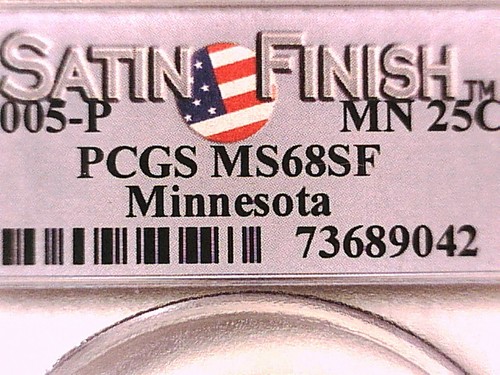 SATIN FINISH™
005-P MN 25C
PCGS MS68SF
Minnesota
73689042